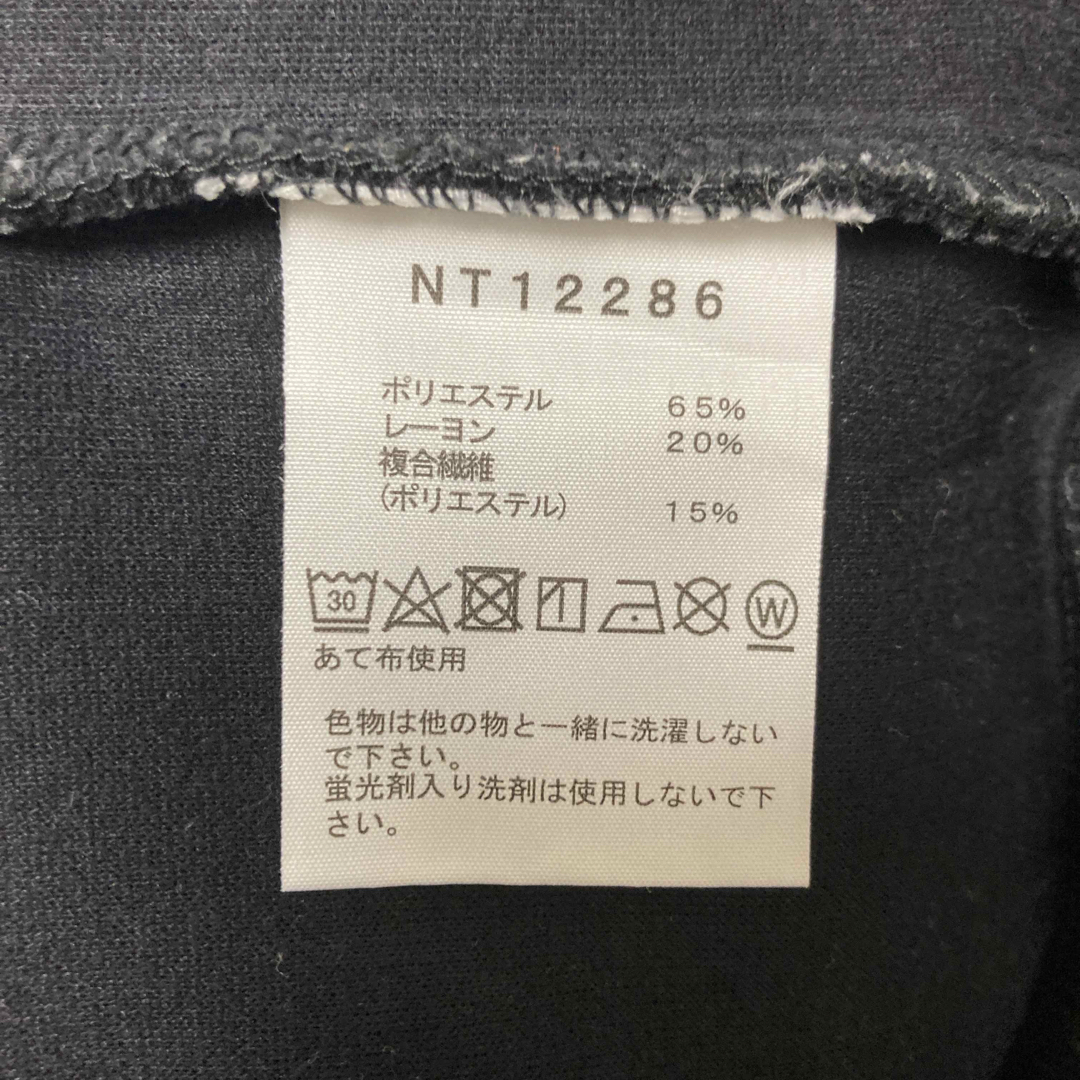 NT12286
ポリエステル 65%
レーヨン 20%
複合繊維
(ポリエステル) 15%
30 W
あて布使用
色物は他の物と一緒に洗濯しない
で下さい。
蛍光剤入り洗剤は使用しないで下
さい。